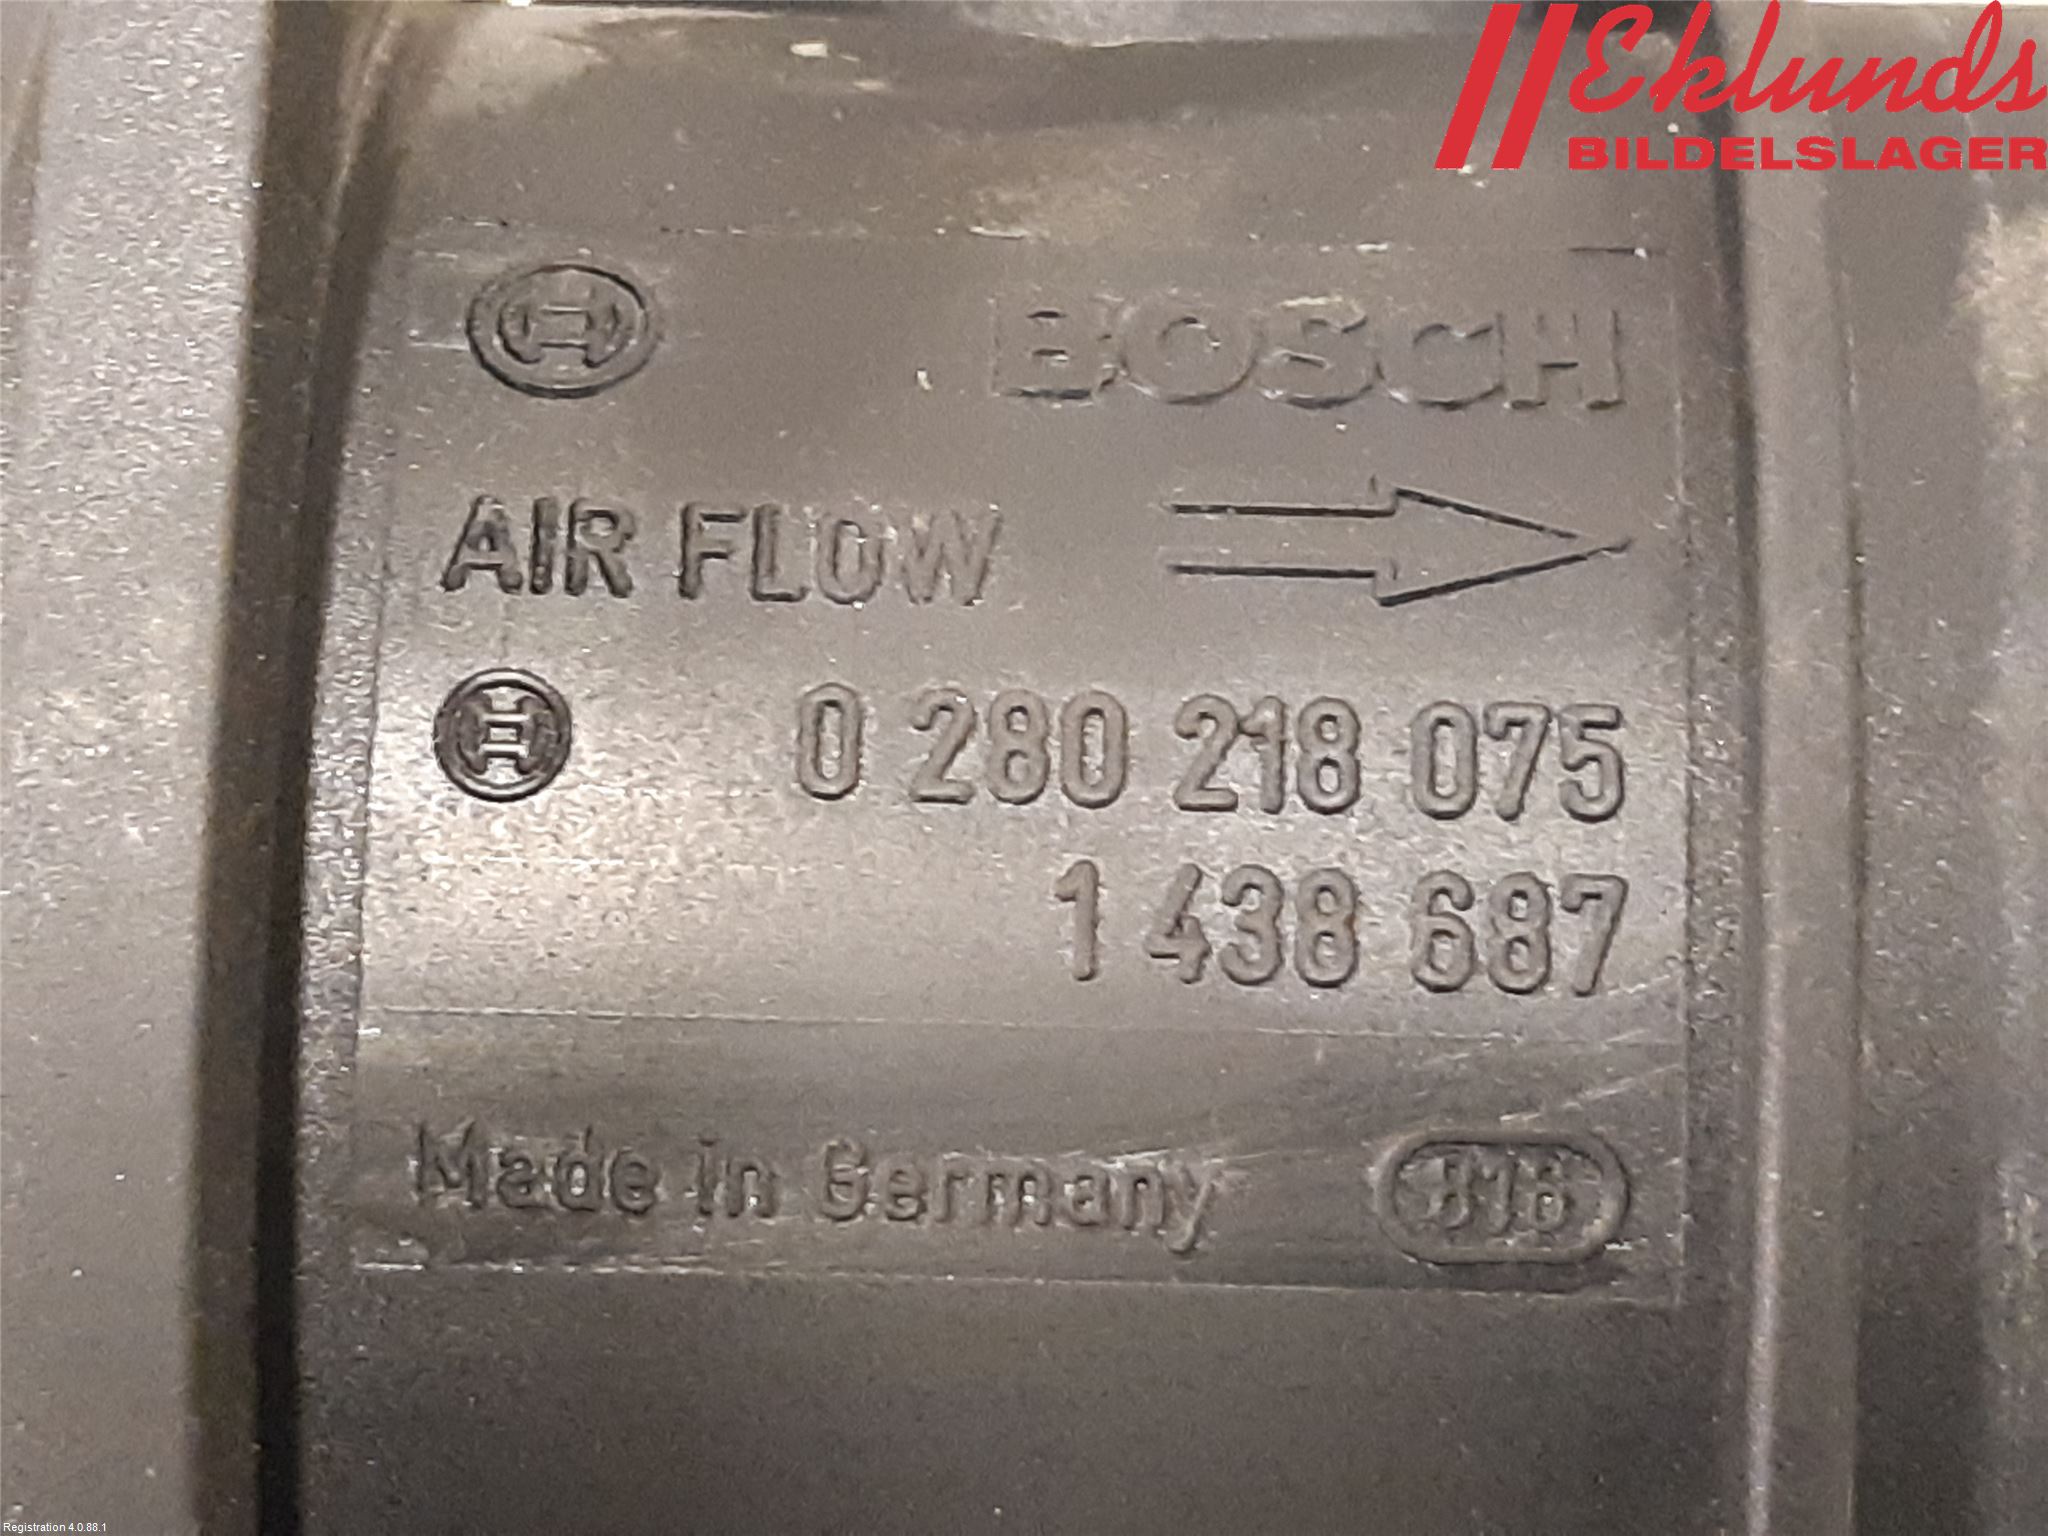 Eklunds
BILDELSLAGER
BOSCH
AIR FLOW
0 280 218 075
1 438 687
Made in Germany 816
Registration 4.0.88.1